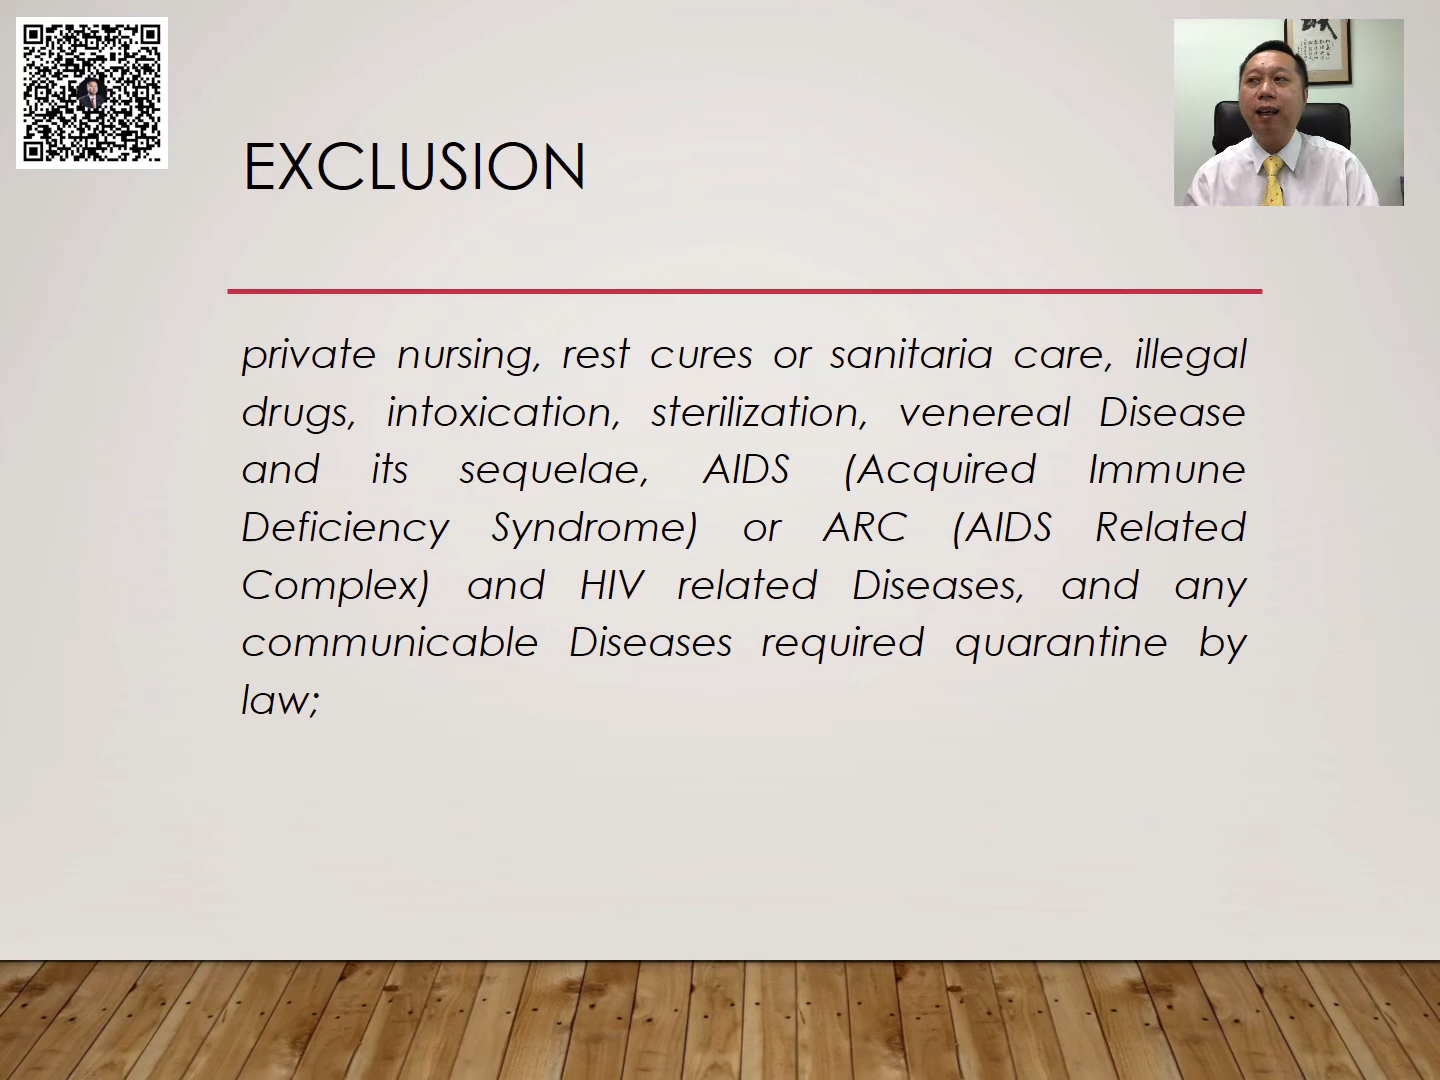 EXCLUSION
private nursing, rest cures or sanitaria care, illegal
drugs, intoxication, sterilization, venereal Disease
and its sequelae, AIDS (Acquired Immune
Deficiency Syndrome) or ARC (AIDS Related
Complex) and HIV related Diseases, and any
communicable Diseases required quarantine by
law;